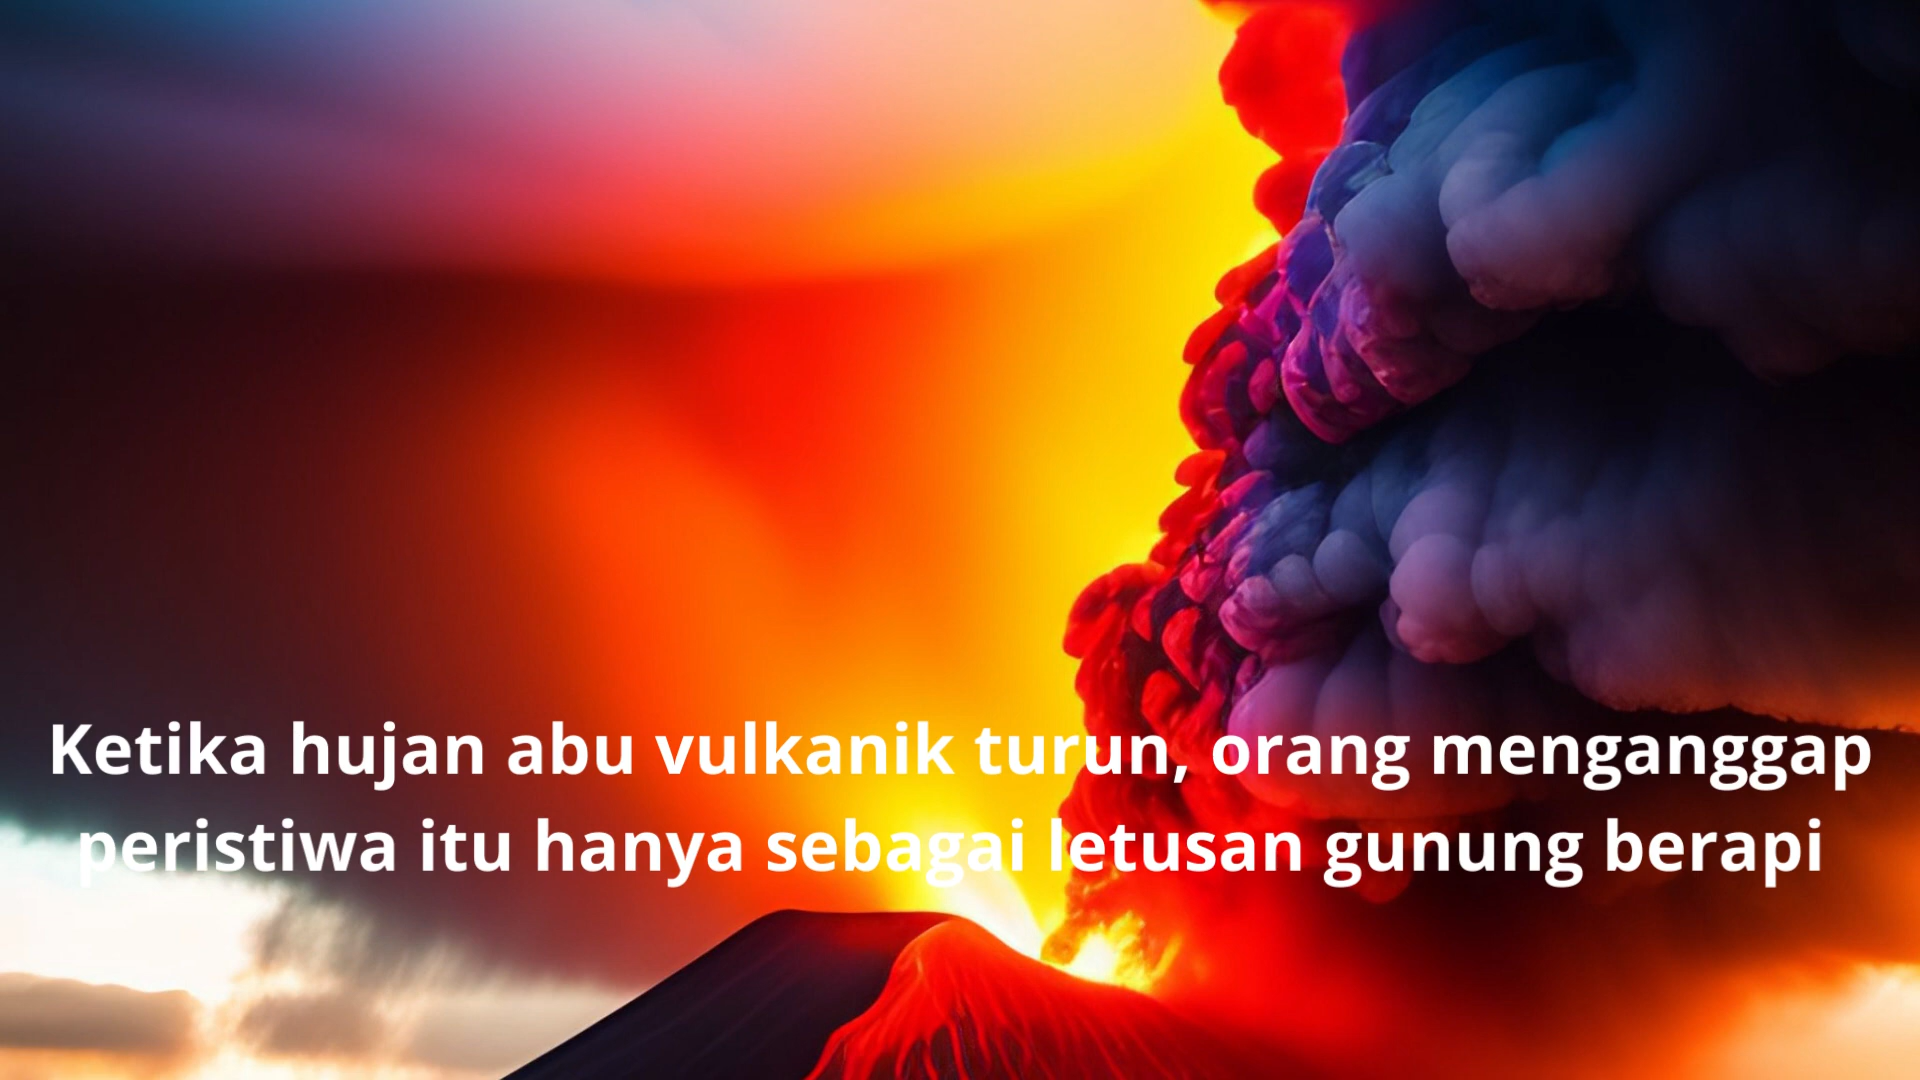 Ketika hujan abu vulkanik turun, orang menganggap
peristiwa itu hanya sebagai letusan gunung berapi